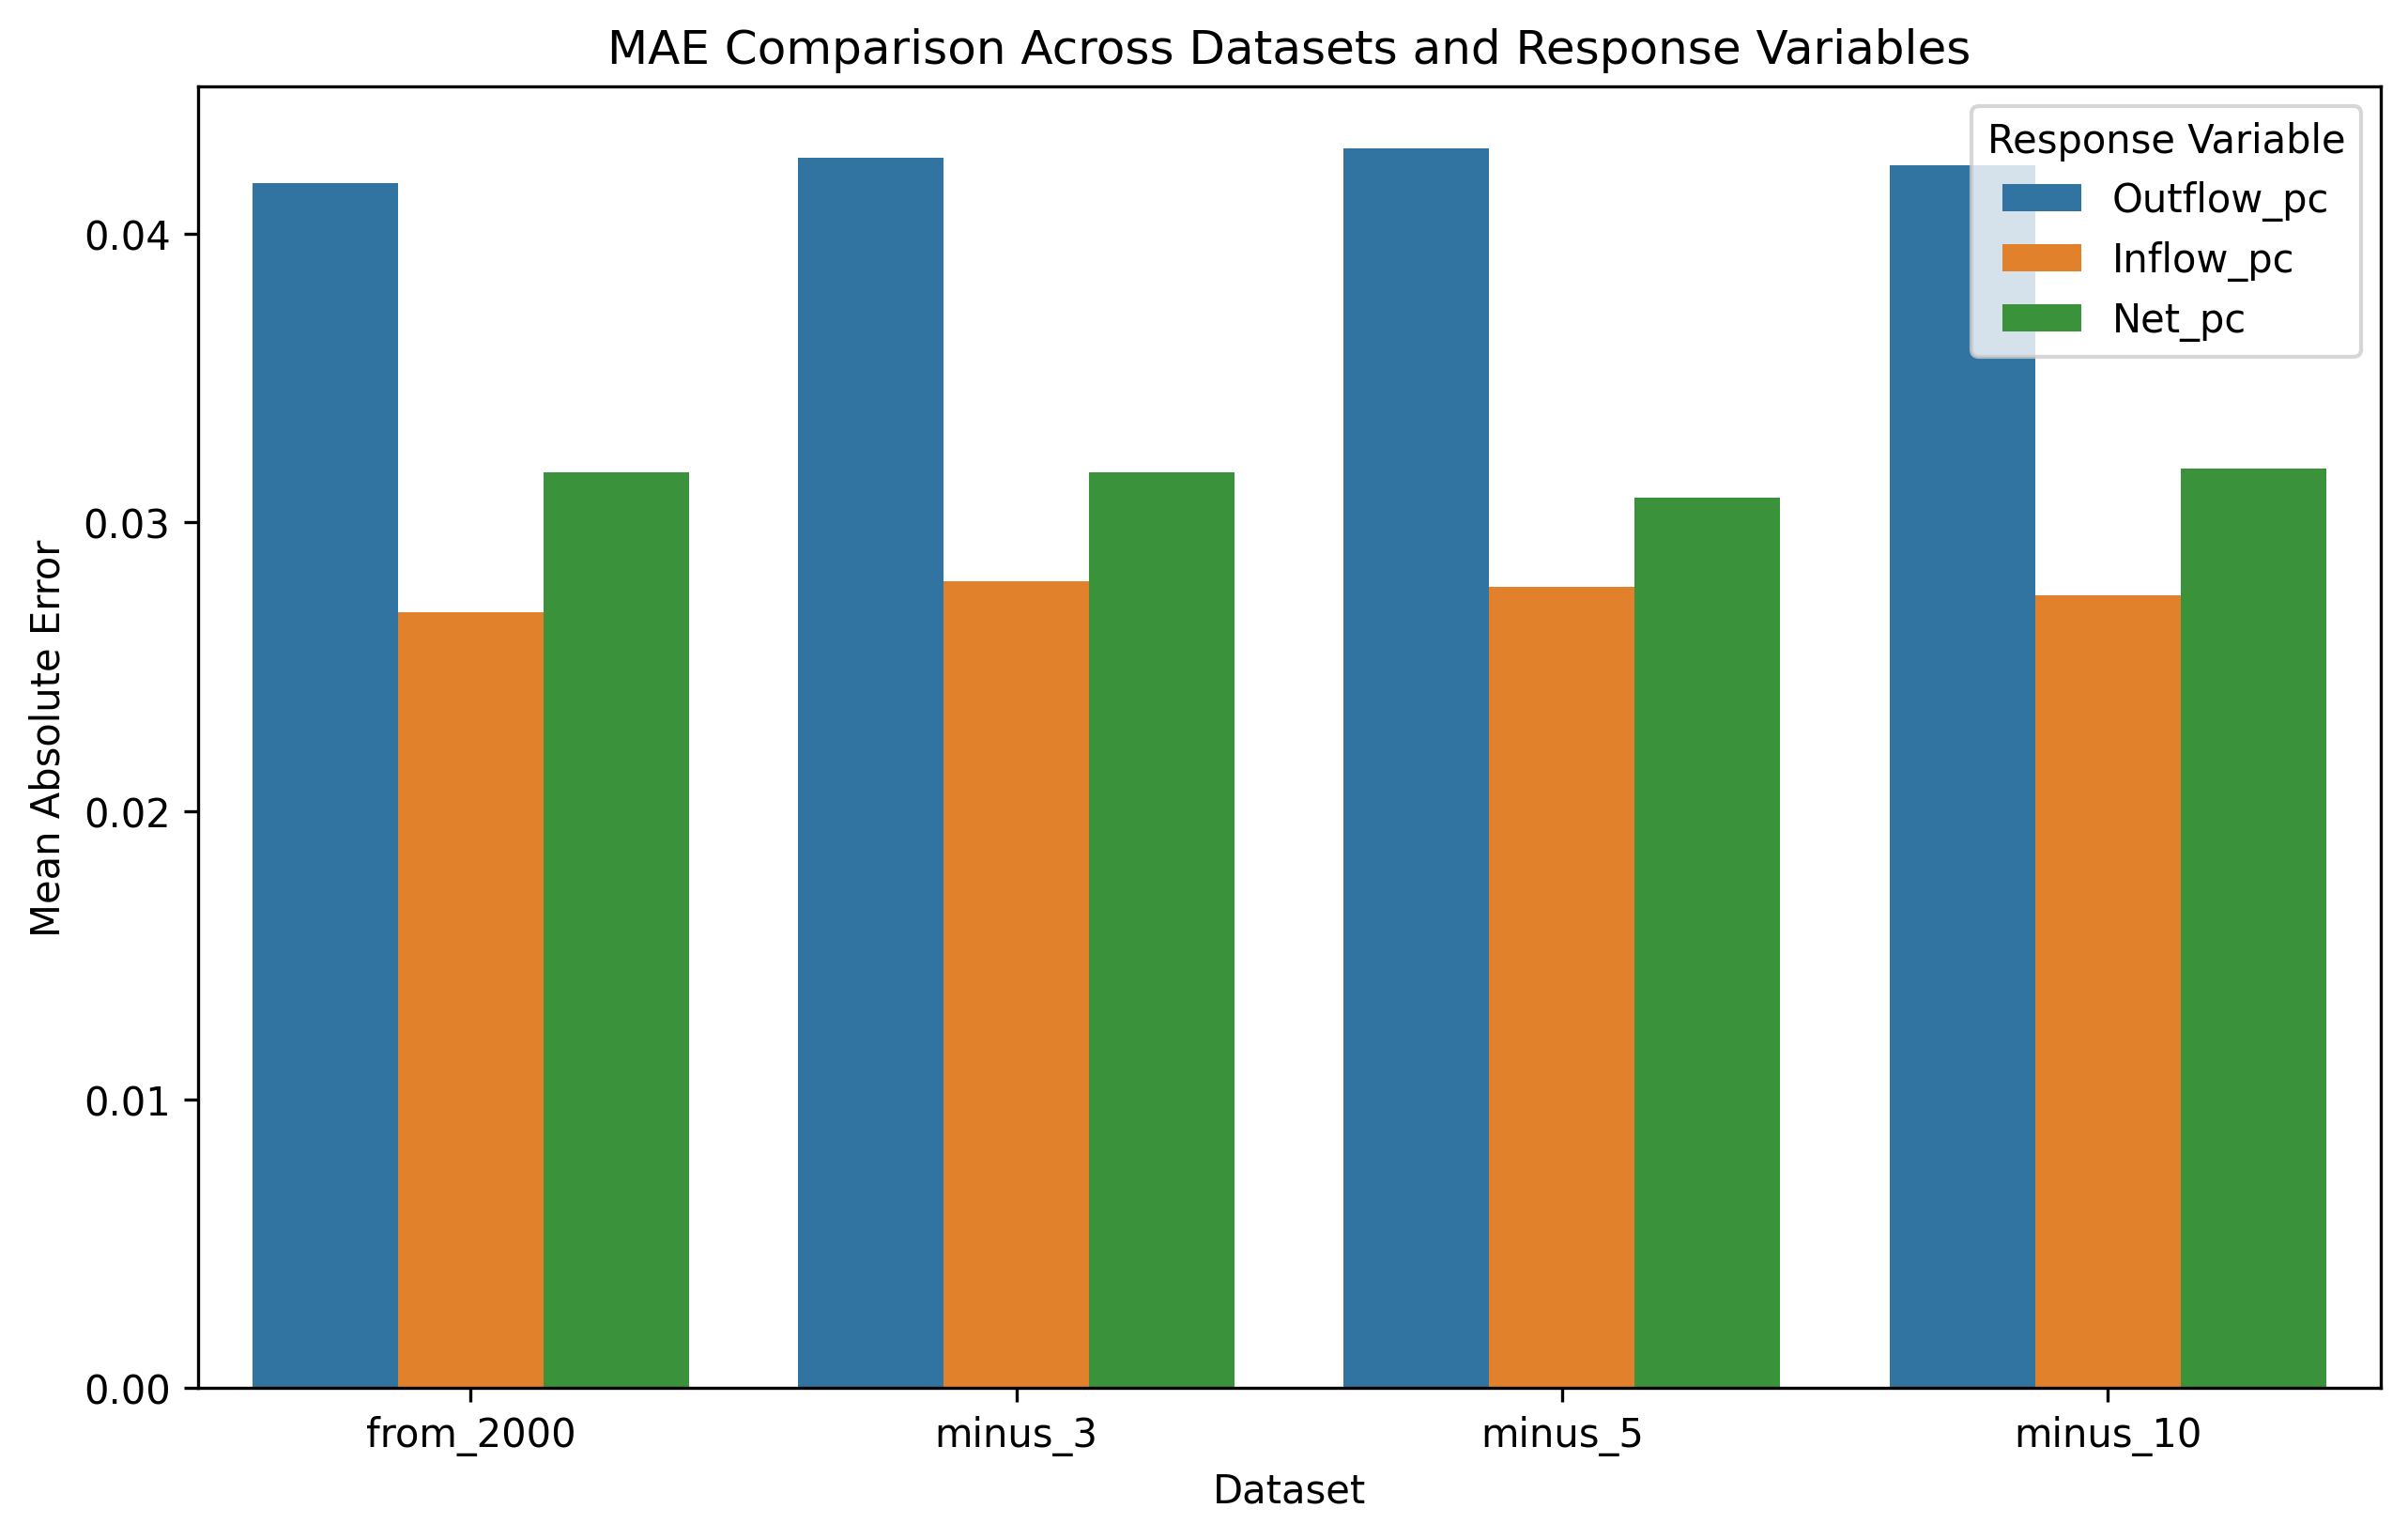 MAE Comparison Across Datasets and Response Variables
Response Variable
Outflow_pc
Inflow_pc
Net_pc
Mean Absolute Error
0.04
0.03
0.02
0.01
0.00
from_2000
minus_3
minus_5
minus_10
Dataset